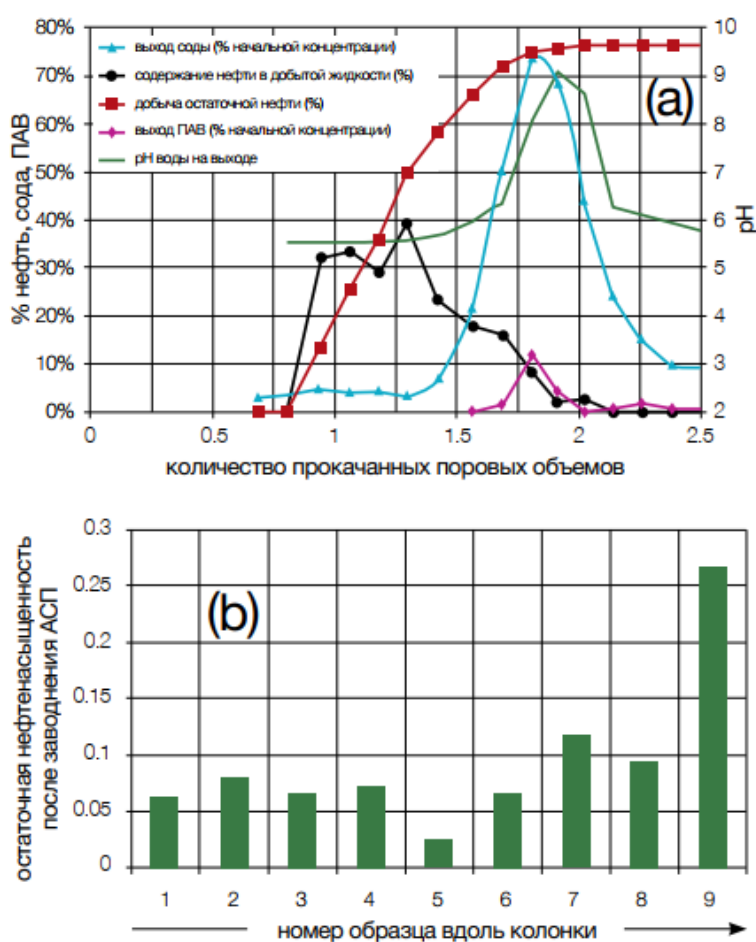 80%
70%
60%
50%
40%
30%
20%
10%
0%
% нефть, сода, ПАВ
выход соды (% начальной концентрации)
содержание нефти в добытой жидкости (%)
добыча остаточной нефти (%)
выход ПАВ (% начальной концентрации)
pH воды на выходе
(a)
10
9
8
7
6
5
4
3
2
pH
0 0.5 1 1.5 2 2.5
количество прокачанных поровых объемов
остаточная нефтенасыщенность
после заводнения АСП
0.3
0.25
0.2
0.15
0.1
0.05
0
(b)
1 2 3 4 5 6 7 8 9
номер образца вдоль колонки